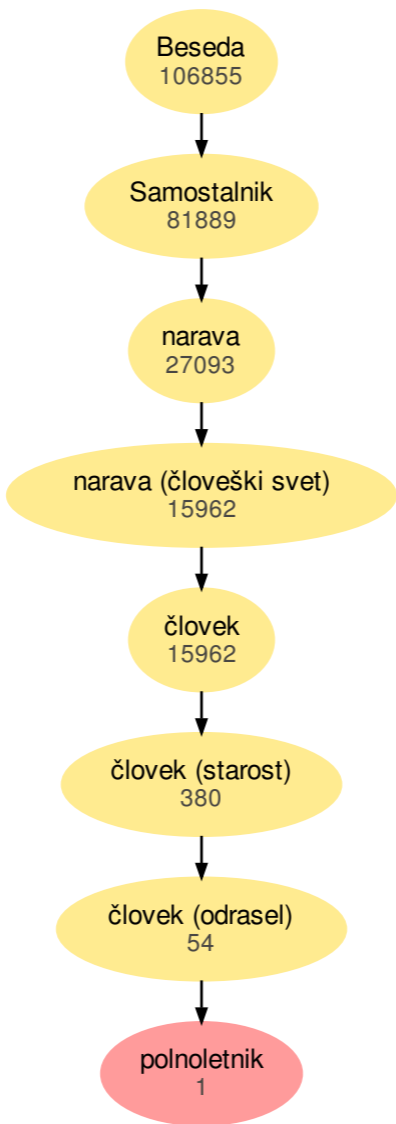 Beseda
106855
Samostalnik
81889
narava
27093
narava (človeški svet)
15962
človek
15962
človek (starost)
380
človek (odrasel)
54
polnoletnik
1